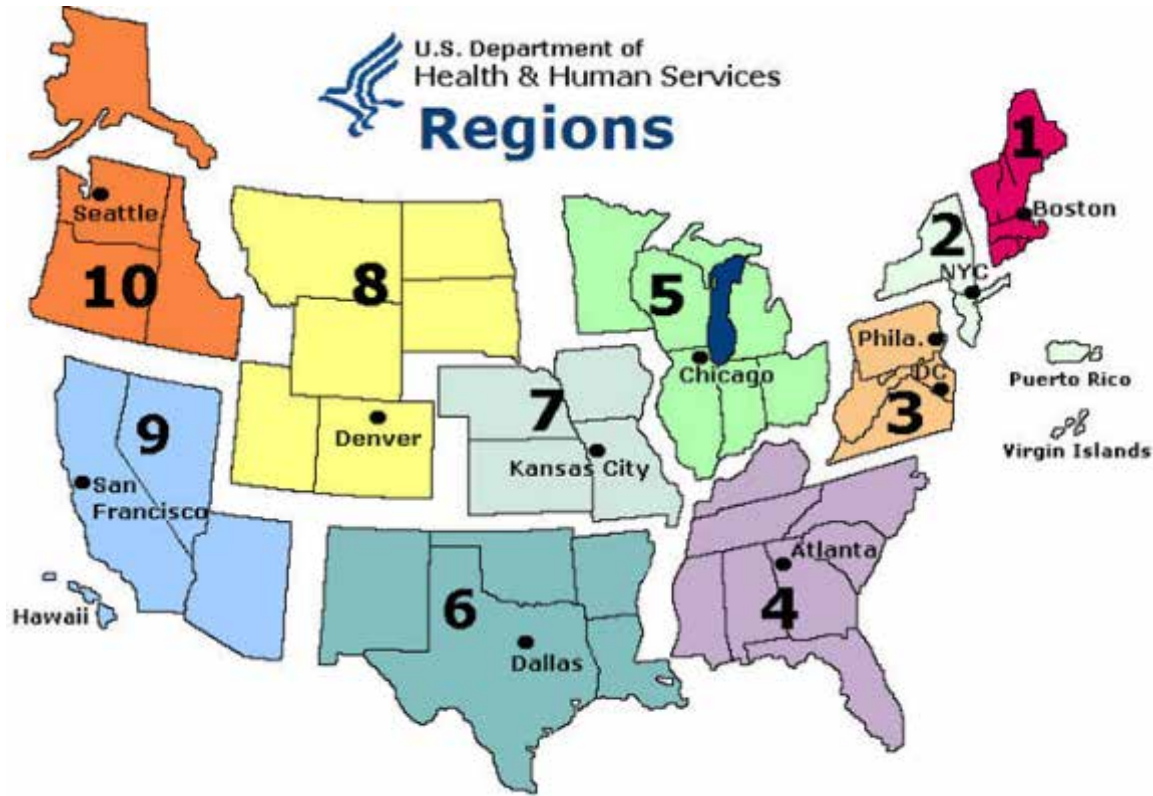 U.S. Department of
Health & Human Services
Regions
1
Boston
2
NYC
Seattle
10
8
5
Chicago
Phila.
DC
3
Puerto Rico
Virgin Islands
9
San
Francisco
Denver
7
Kansas City
Hawaii
6
Dallas
Atlanta
4